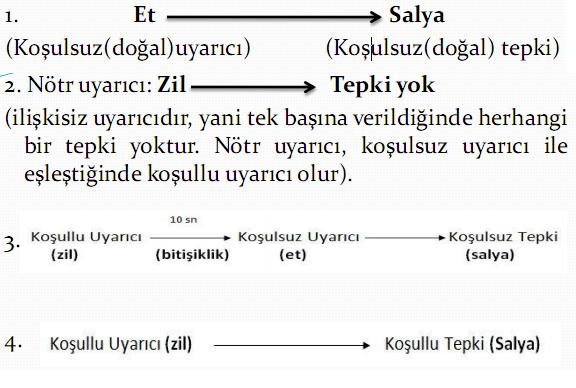 1. Et Salya
(Koşulsuz(doğal)uyarıcı) (Koşulsuz(doğal) tepki)
2. Nötr uyarıcı: Zil Tepki yok
(ilişkisiz uyarıcıdır, yani tek başına verildiğinde herhangi
bir tepki yoktur. Nötr uyarıcı, koşulsuz uyarıcı ile
eşleştiğinde koşullu uyarıcı olur).
10 sn
3. Koşullu Uyarıcı Koşulsuz Uyarıcı Koşulsuz Tepki
(zil) (bitişiklik) (et) (salya)
4. Koşullu Uyarıcı (zil) Koşullu Tepki (Salya)